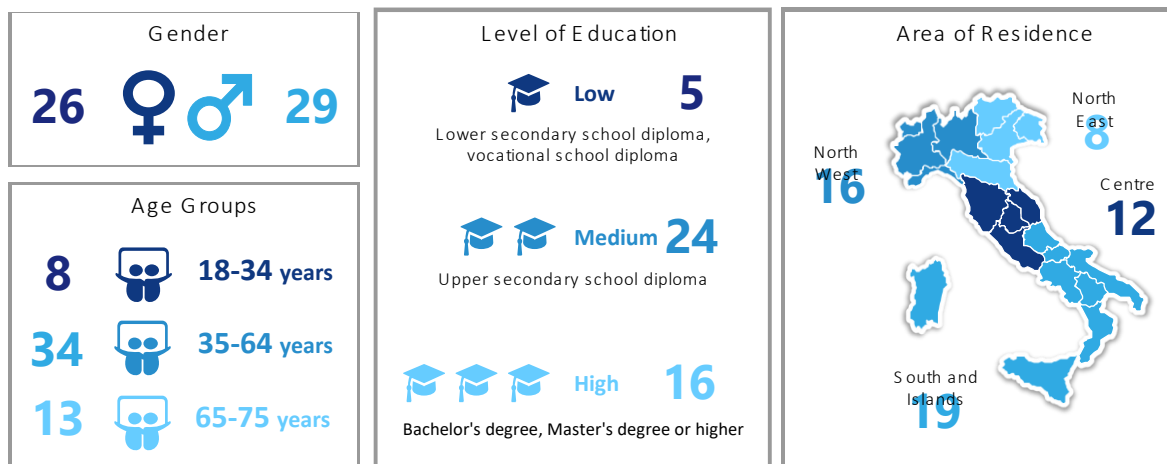 Gender
26
29
Age Groups
8
18-34 years
34
35-64 years
13
65-75 years
Level of Education
Low
5
Lower secondary school diploma,
vocational school diploma
Medium
24
Upper secondary school diploma
High
16
Bachelor's degree, Master's degree or higher
Area of Residence
North
East
8
North
West
16
Centre
12
South and
Islands
19